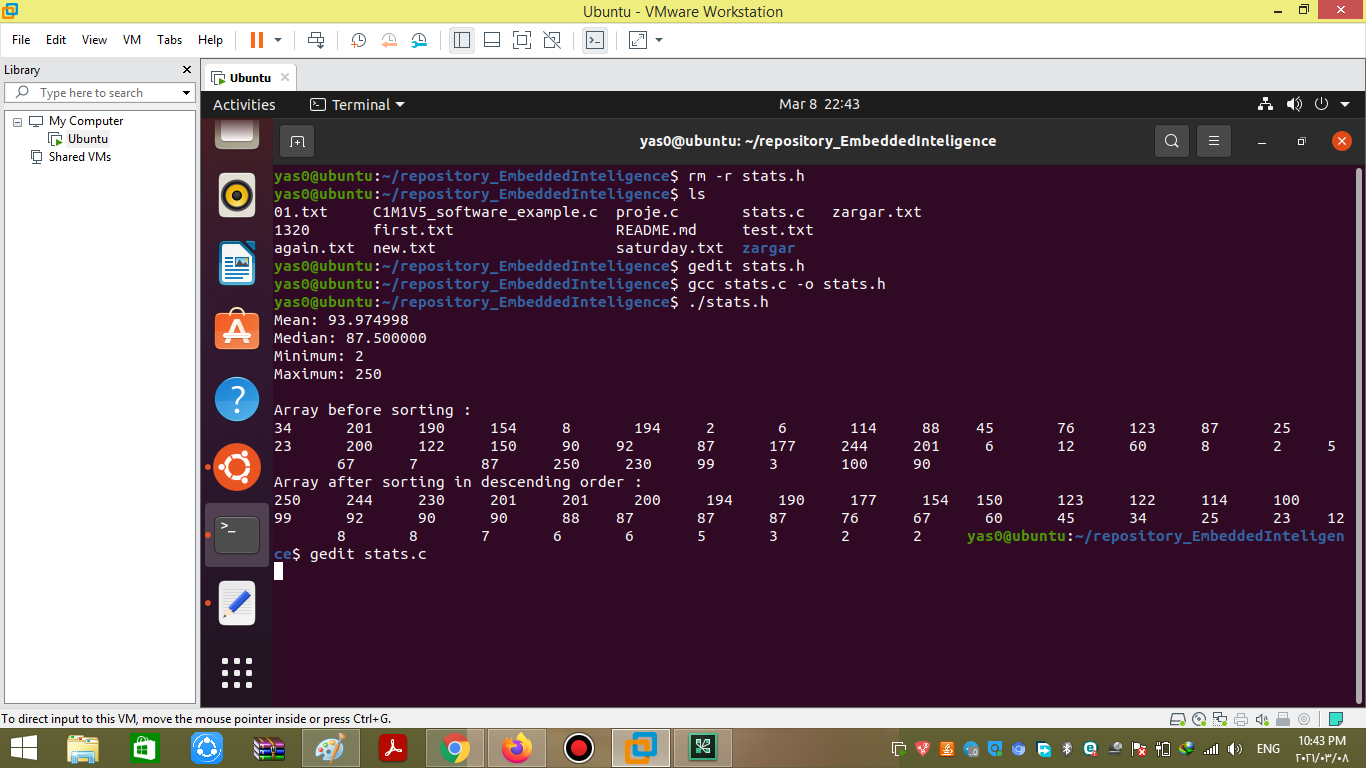 Ubuntu - VMware Workstation
File Edit View VM Tabs Help
Library
Type here to search
My Computer
Ubuntu
Shared VMs
Ubuntu
Activities Terminal Mar 8 22:43
yas0@ubuntu: ~/repository_EmbeddedInteligence
yas0@ubuntu:~/repository_EmbeddedInteligence$ rm -r stats.h
yas0@ubuntu:~/repository_EmbeddedInteligence$ ls
01.txt C1M1V5_software_example.c proje.c stats.c zargar.txt
1320 first.txt README.md test.txt
again.txt new.txt saturday.txt zargar
yas0@ubuntu:~/repository_EmbeddedInteligence$ gedit stats.h
yas0@ubuntu:~/repository_EmbeddedInteligence$ gcc stats.c -o stats.h
yas0@ubuntu:~/repository_EmbeddedInteligence$ ./stats.h
Mean: 93.974998
Median: 87.500000
Minimum: 2
Maximum: 250
Array before sorting :
34 201 190 154 8 194 2 6 114 88 45 76 123 87 25
23 200 122 150 90 92 87 177 244 201 6 12 60 8 2 5
67 7 87 250 230 99 3 100 90
Array after sorting in descending order :
250 244 230 201 201 200 194 190 177 154 150 123 122 114 100
99 92 90 90 88 87 87 87 76 67 60 45 34 25 23 12
8 8 7 6 6 5 3 2 2 yas0@ubuntu:~/repository_EmbeddedInteligen
ce$ gedit stats.c
To direct input to this VM, move the mouse pointer inside or press Ctrl+G.
ENG
10:43 PM
٢٠٢١/٠٣/٠٨